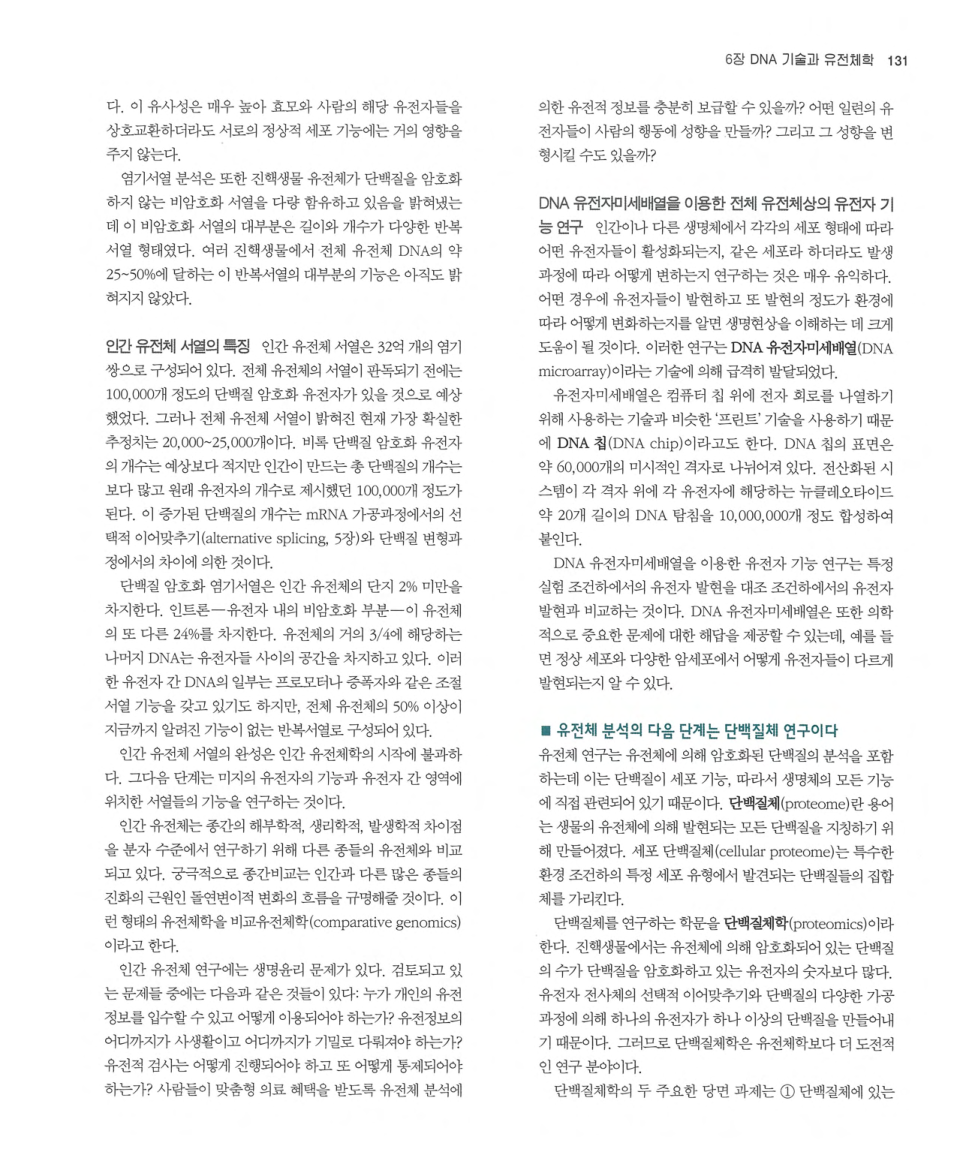 6장 DNA 기술과 유전체학 131
다. 이 유사성은 매우 높아 효모와 사람의 해당 유전자들을
상호교환하더라도 서로의 정상적 세포 기능에는 거의 영향을
주지 않는다.
염기서열 분석은 또한 진핵생물 유전체가 단백질을 암호화
하지 않는 비암호화 서열을 다량 함유하고 있음을 밝혀냈는
데 이 비암호화 서열의 대부분은 길이와 개수가 다양한 반복
서열 형태였다. 여러 진핵생물에서 전체 유전체 DNA의 약
25~50%에 달하는 이 반복서열의 대부분의 기능은 아직도 밝
혀지지 않았다.
인간 유전체 서열의 특징 인간 유전체 서열은 32억 개의 염기
쌍으로 구성되어 있다. 전체 유전체의 서열이 판독되기 전에는
100,000개 정도의 단백질 암호화 유전자가 있을 것으로 예상
했었다. 그러나 전체 유전체 서열이 밝혀진 현재 가장 확실한
추정치는 20,000~25,000개이다. 비록 단백질 암호화 유전자
의 개수는 예상보다 적지만 인간이 만드는 총 단백질의 개수는
보다 많고 원래 유전자의 개수로 제시했던 100,000개 정도가
된다. 이 증가된 단백질의 개수는 mRNA 가공과정에서의 선
택적 이어맞추기(alternative splicing, 5장)와 단백질 변형과
정에서의 차이에 의한 것이다.
단백질 암호화 염기서열은 인간 유전체의 단지 2% 미만을
차지한다. 인트론—유전자 내의 비암호화 부분—이 유전체
의 또 다른 24%를 차지한다. 유전체의 거의 3/4에 해당하는
나머지 DNA는 유전자들 사이의 공간을 차지하고 있다. 이러
한 유전자 간 DNA의 일부는 프로모터나 증폭자와 같은 조절
서열 기능을 갖고 있기도 하지만, 전체 유전체의 50% 이상이
지금까지 알려진 기능이 없는 반복서열로 구성되어 있다.
인간 유전체 서열의 완성은 인간 유전체학의 시작에 불과하
다. 그다음 단계는 미지의 유전자의 기능과 유전자 간 영역에
위치한 서열들의 기능을 연구하는 것이다.
인간 유전체는 종간의 해부학적, 생리학적, 발생학적 차이점
을 분자 수준에서 연구하기 위해 다른 종들의 유전체와 비교
되고 있다. 궁극적으로 종간비교는 인간과 다른 많은 종들의
진화의 근원인 돌연변이적 변화의 흐름을 규명해줄 것이다. 이
런 형태의 유전체학을 비교유전체학(comparative genomics)
이라고 한다.
인간 유전체 연구에는 생명윤리 문제가 있다. 검토되고 있
는 문제들 중에는 다음과 같은 것들이 있다: 누가 개인의 유전
정보를 입수할 수 있고 어떻게 이용되어야 하는가? 유전정보의
어디까지가 사생활이고 어디까지가 기밀로 다뤄져야 하는가?
유전적 검사는 어떻게 진행되어야 하고 또 어떻게 통제되어야
하는가? 사람들이 맞춤형 의료 혜택을 받도록 유전체 분석에
의한 유전적 정보를 충분히 보급할 수 있을까? 어떤 일련의 유
전자들이 사람의 행동에 성향을 만들까? 그리고 그 성향을 변
형시킬 수도 있을까?
DNA 유전자미세배열을 이용한 전체 유전체상의 유전자 기
능 연구 인간이나 다른 생명체에서 각각의 세포 형태에 따라
어떤 유전자들이 활성화되는지, 같은 세포라 하더라도 발생
과정에 따라 어떻게 변하는지 연구하는 것은 매우 유익하다.
어떤 경우에 유전자들이 발현하고 또 발현의 정도가 환경에
따라 어떻게 변화하는지를 알면 생명현상을 이해하는 데 크게
도움이 될 것이다. 이러한 연구는 DNA 유전자미세배열(DNA
microarray)이라는 기술에 의해 급격히 발달되었다.
유전자미세배열은 컴퓨터 칩 위에 전자 회로를 나열하기
위해 사용하는 기술과 비슷한 ‘프린트’ 기술을 사용하기 때문
에 DNA 칩(DNA chip)이라고도 한다. DNA 칩의 표면은
약 60,000개의 미시적인 격자로 나뉘어져 있다. 전산화된 시
스템이 각 격자 위에 각 유전자에 해당하는 뉴클레오타이드
약 20개 길이의 DNA 탐침을 10,000,000개 정도 합성하여
붙인다.
DNA 유전자미세배열을 이용한 유전자 기능 연구는 특정
실험 조건하에서의 유전자 발현을 대조 조건하에서의 유전자
발현과 비교하는 것이다. DNA 유전자미세배열은 또한 의학
적으로 중요한 문제에 대한 해답을 제공할 수 있는데, 예를 들
면 정상 세포와 다양한 암세포에서 어떻게 유전자들이 다르게
발현되는지 알 수 있다.
■ 유전체 분석의 다음 단계는 단백질체 연구이다
유전체 연구는 유전체에 의해 암호화된 단백질의 분석을 포함
하는데 이는 단백질이 세포 기능, 따라서 생명체의 모든 기능
에 직접 관련되어 있기 때문이다. 단백질체(proteome)란 용어
는 생물의 유전체에 의해 발현되는 모든 단백질을 지칭하기 위
해 만들어졌다. 세포 단백질체(cellular proteome)는 특수한
환경 조건하의 특정 세포 유형에서 발견되는 단백질들의 집합
체를 가리킨다.
단백질체를 연구하는 학문을 단백질체학(proteomics)이라
한다. 진핵생물에서는 유전체에 의해 암호화되어 있는 단백질
의 수가 단백질을 암호화하고 있는 유전자의 숫자보다 많다.
유전자 전사체의 선택적 이어맞추기와 단백질의 다양한 가공
과정에 의해 하나의 유전자가 하나 이상의 단백질을 만들어내
기 때문이다. 그러므로 단백질체학은 유전체학보다 더 도전적
인 연구 분야이다.
단백질체학의 두 주요한 당면 과제는 ① 단백질체에 있는